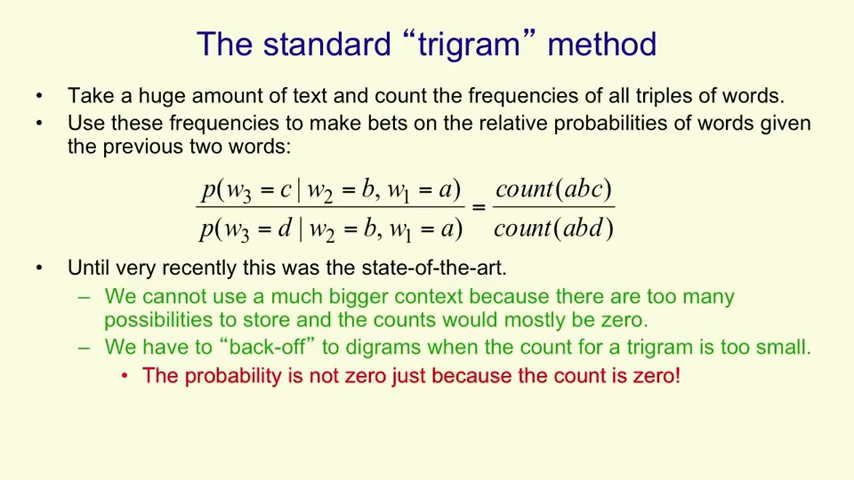 The standard “trigram” method
• Take a huge amount of text and count the frequencies of all triples of words.
• Use these frequencies to make bets on the relative probabilities of words given
the previous two words:
p(w₃ = c | w₂ = b, w₁ = a) / p(w₃ = d | w₂ = b, w₁ = a) = count(abc) / count(abd)
• Until very recently this was the state-of-the-art.
– We cannot use a much bigger context because there are too many
possibilities to store and the counts would mostly be zero.
– We have to “back-off” to digrams when the count for a trigram is too small.
• The probability is not zero just because the count is zero!